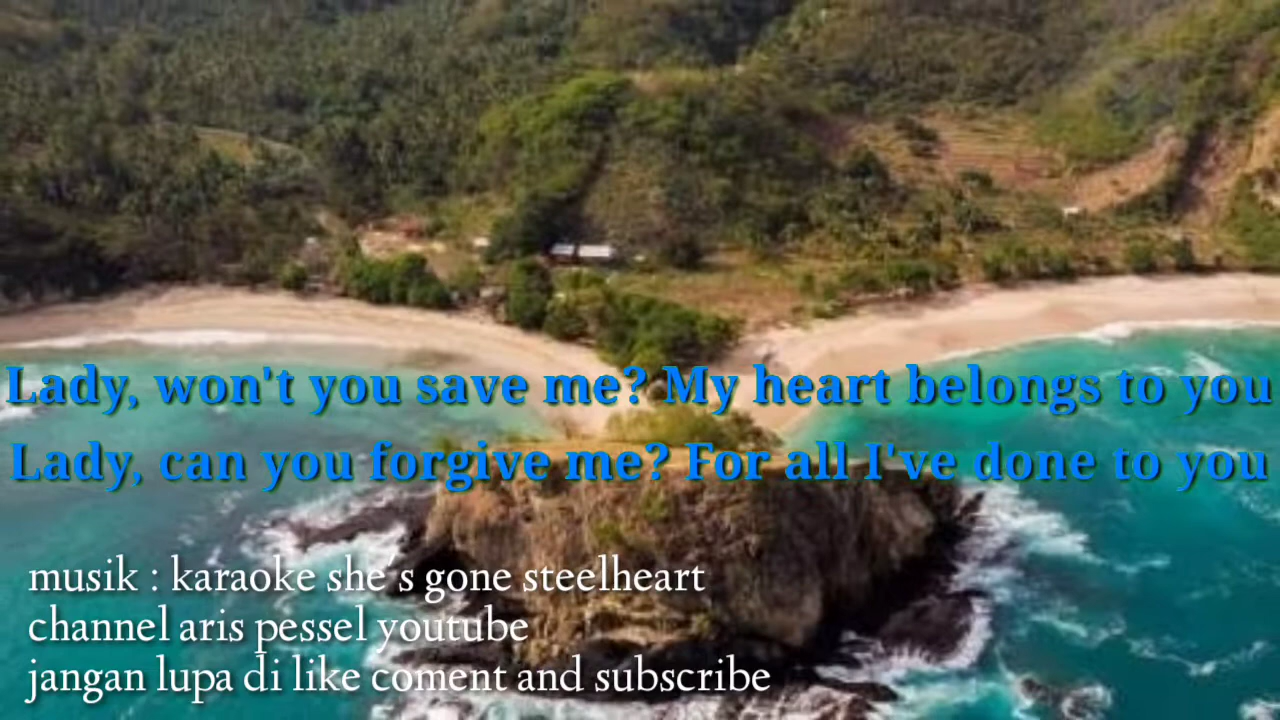 Lady, won't you save me? My heart belongs to you
Lady, can you forgive me? For all I've done to you
musik : karaoke she's gone steelheart
channel aris pessel youtube
jangan lupa di like coment and subscribe